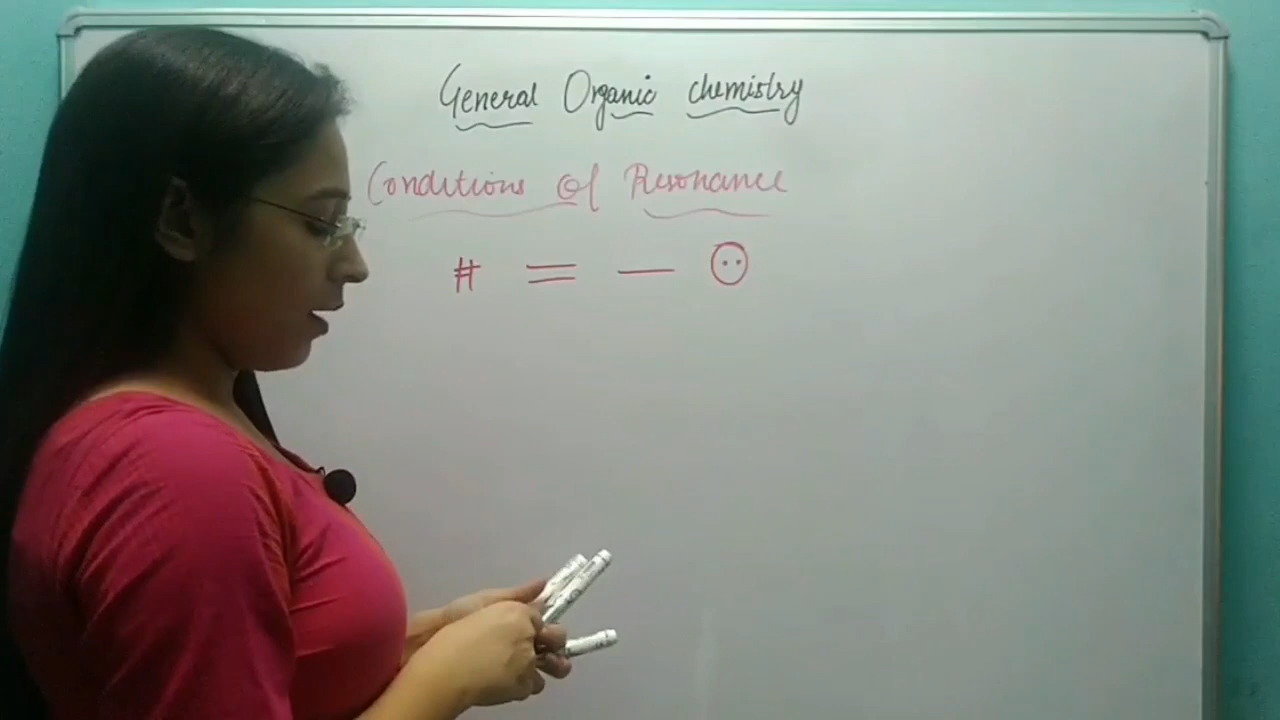 General Organic chemistry
Conditions Of Resonance
# = — ⊙